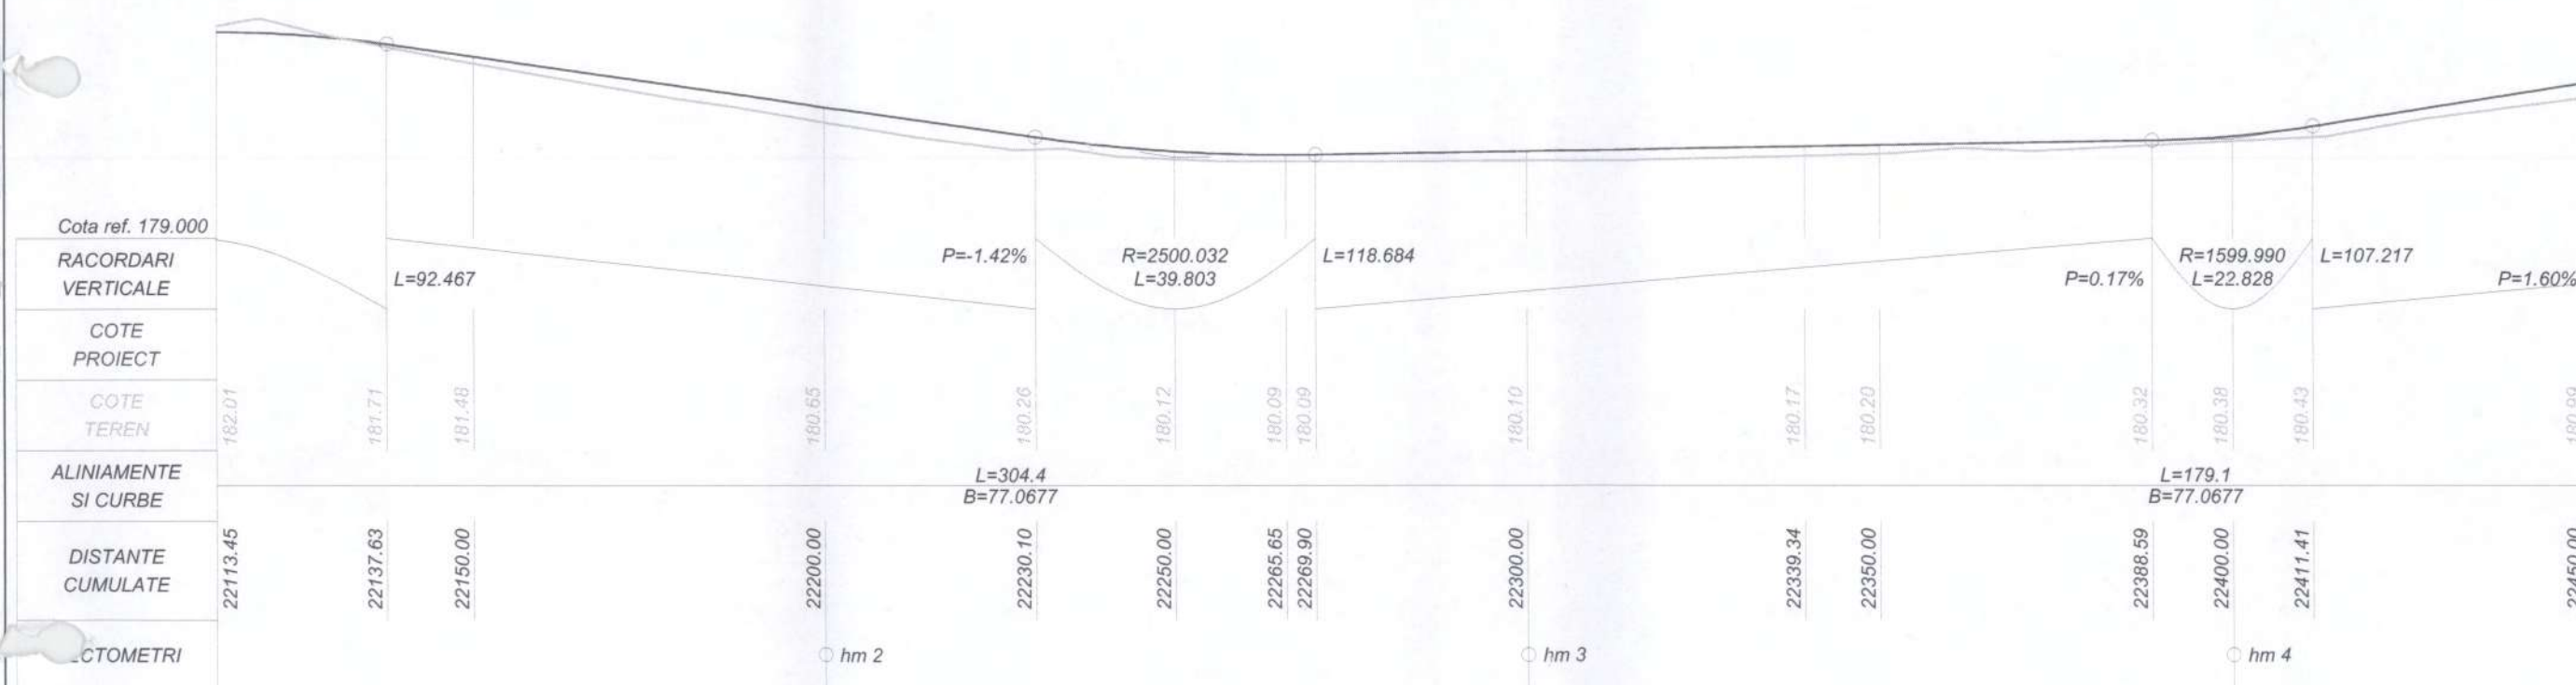 Cota ref. 179.000
RACORDARI
VERTICALE
L=92.467
P=-1.42%
R=2500.032
L=39.803
L=118.684
P=0.17%
R=1599.990
L=22.828
L=107.217
P=1.60%
COTE
PROIECT
COTE
TEREN
182.01
181.71
181.48
180.65
180.26
180.12
180.09
180.09
180.10
180.17
180.20
180.32
180.38
180.43
180.99
ALINIAMENTE
SI CURBE
L=304.4
B=77.0677
L=179.1
B=77.0677
DISTANTE
CUMULATE
22113.45
22137.63
22150.00
22200.00
22230.10
22250.00
22265.65
22269.90
22300.00
22339.34
22350.00
22388.59
22400.00
22411.41
22450.00
CTOMETRI
hm 2
hm 3
hm 4